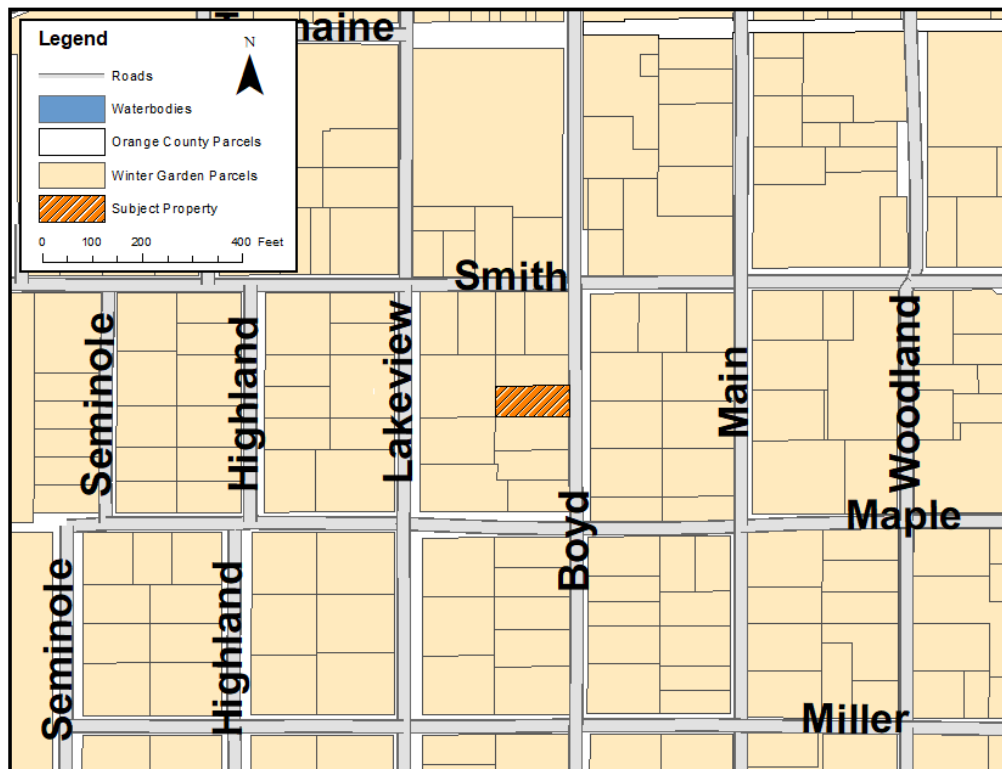 Legend
N
Roads
Waterbodies
Orange County Parcels
Winter Garden Parcels
Subject Property
0 100 200 400 Feet
Smith
Seminole
Highland
Lakeview
Main
Woodland
Boyd
Maple
Seminole
Highland
Miller